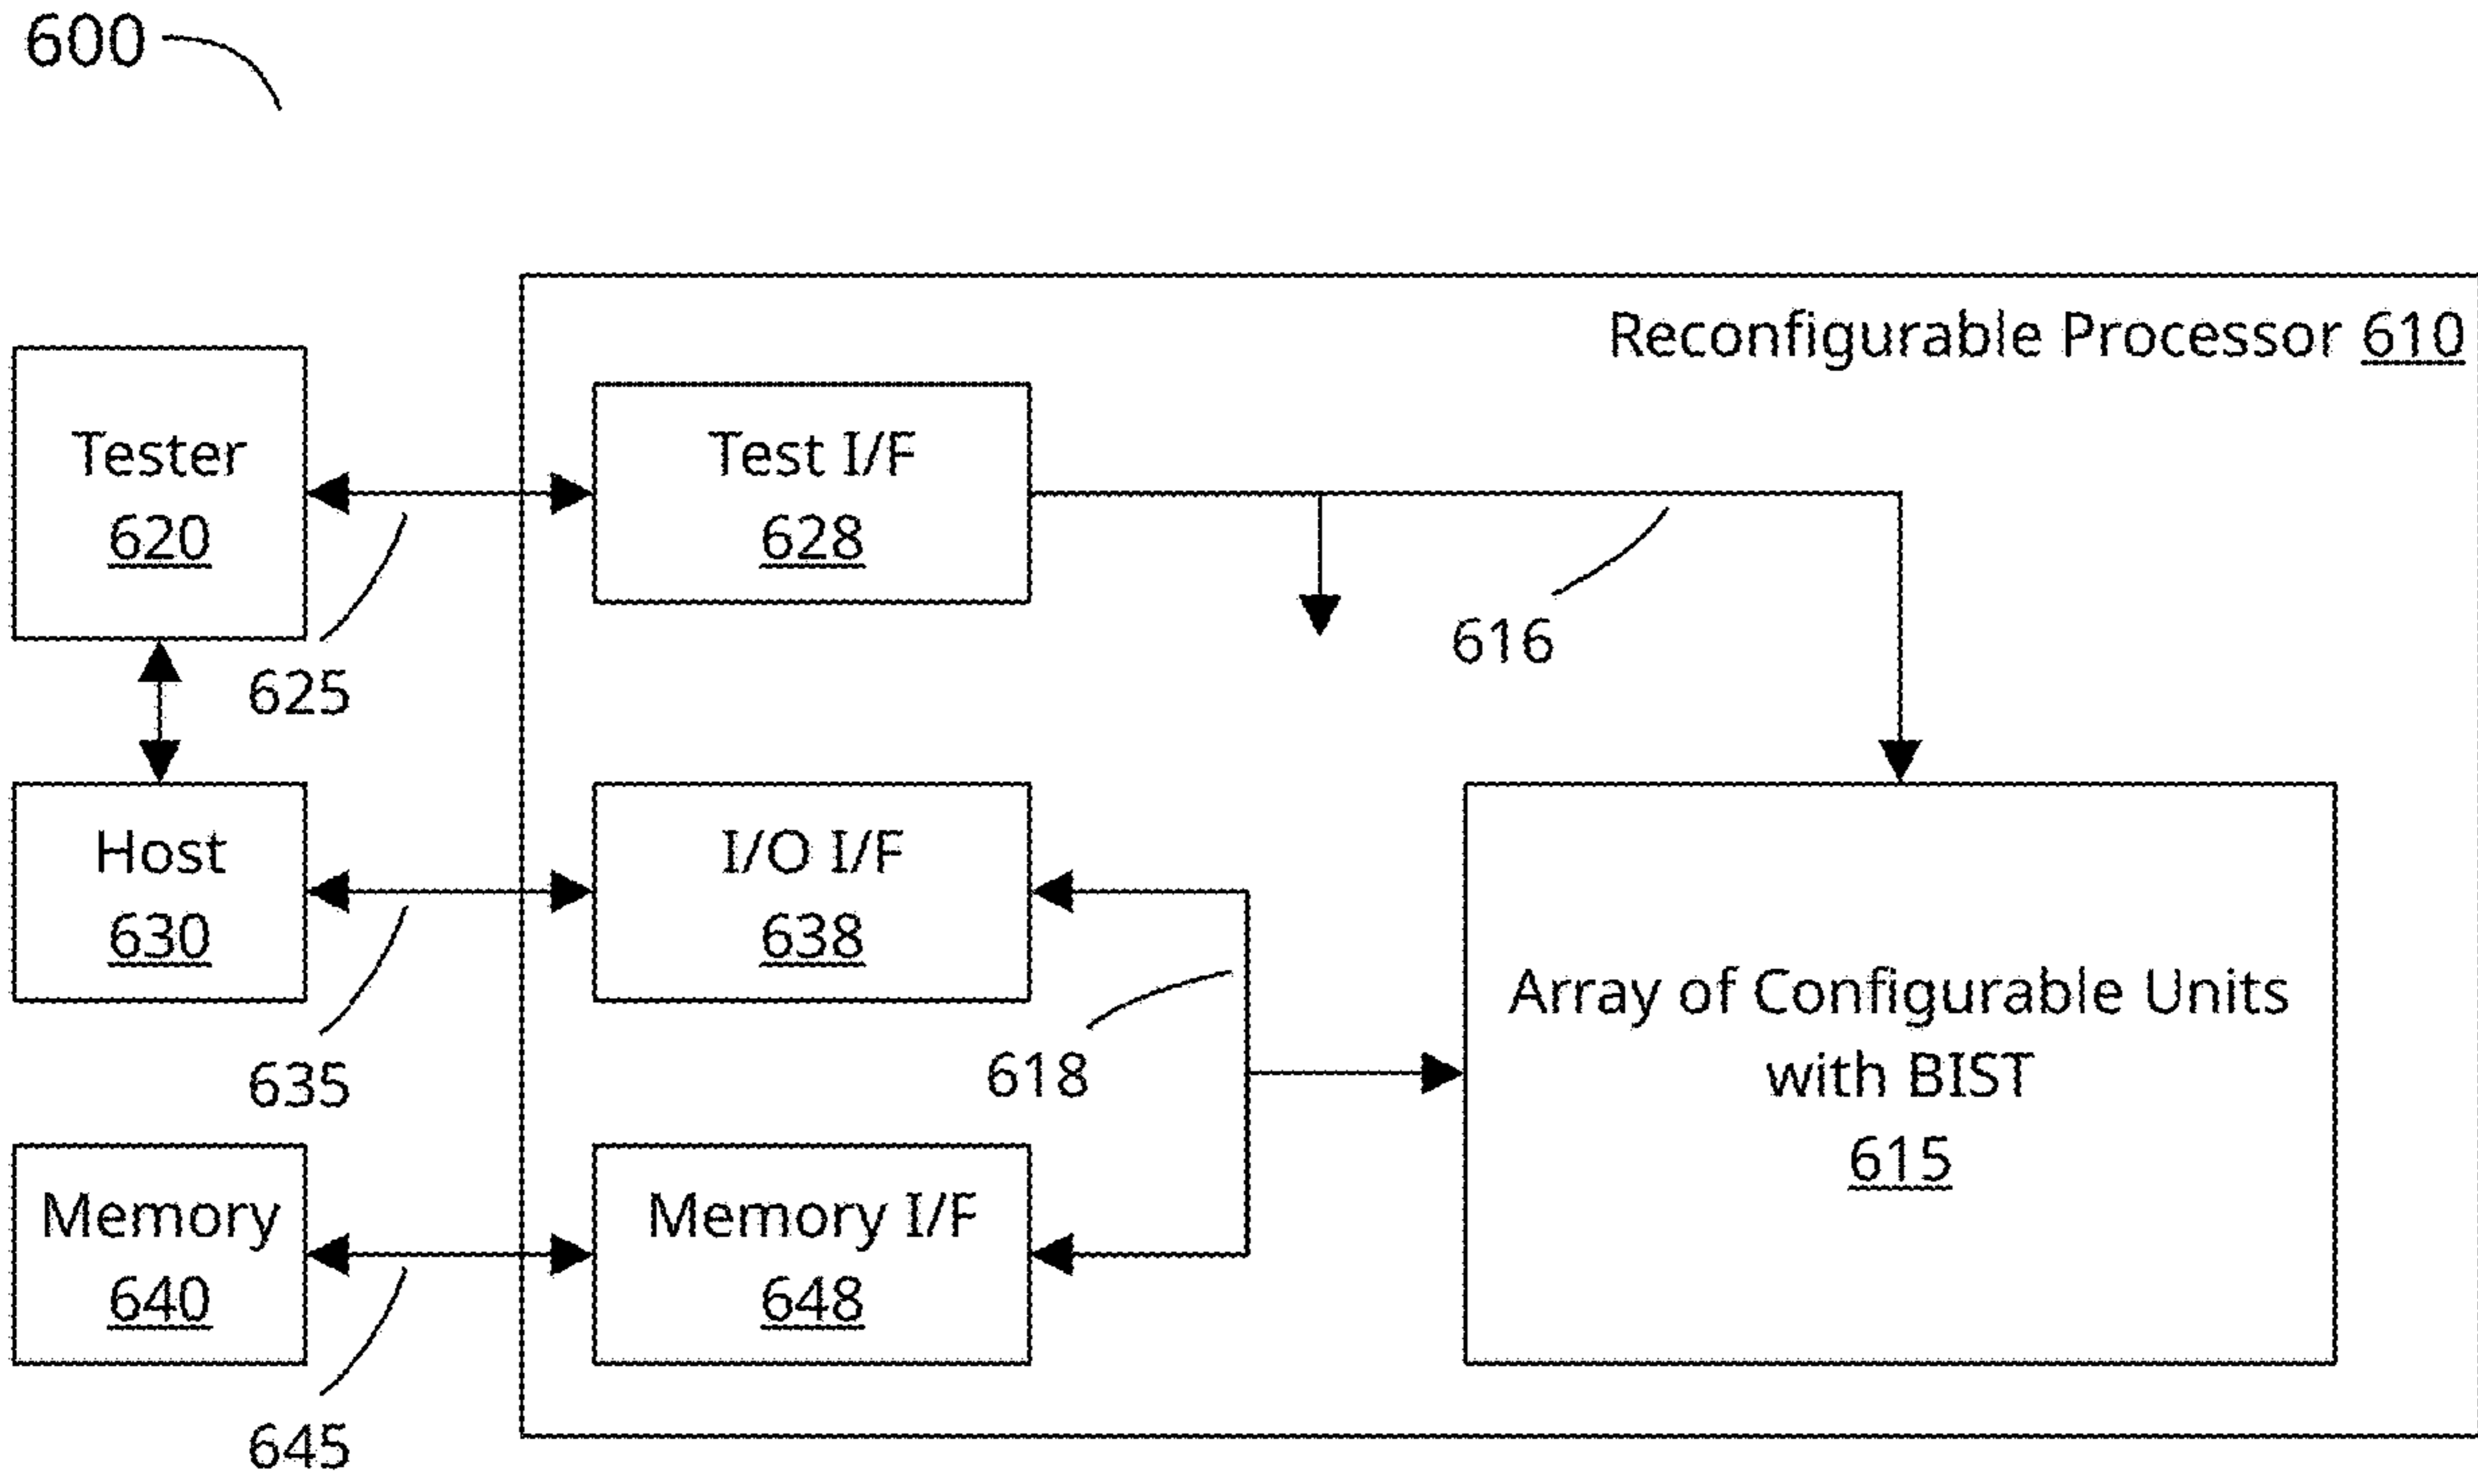 600
Reconfigurable Processor 610
Tester
620
Test I/F
628
616
625
Host
630
I/O I/F
638
635
618
Array of Configurable Units
with BIST
615
Memory
640
Memory I/F
648
645